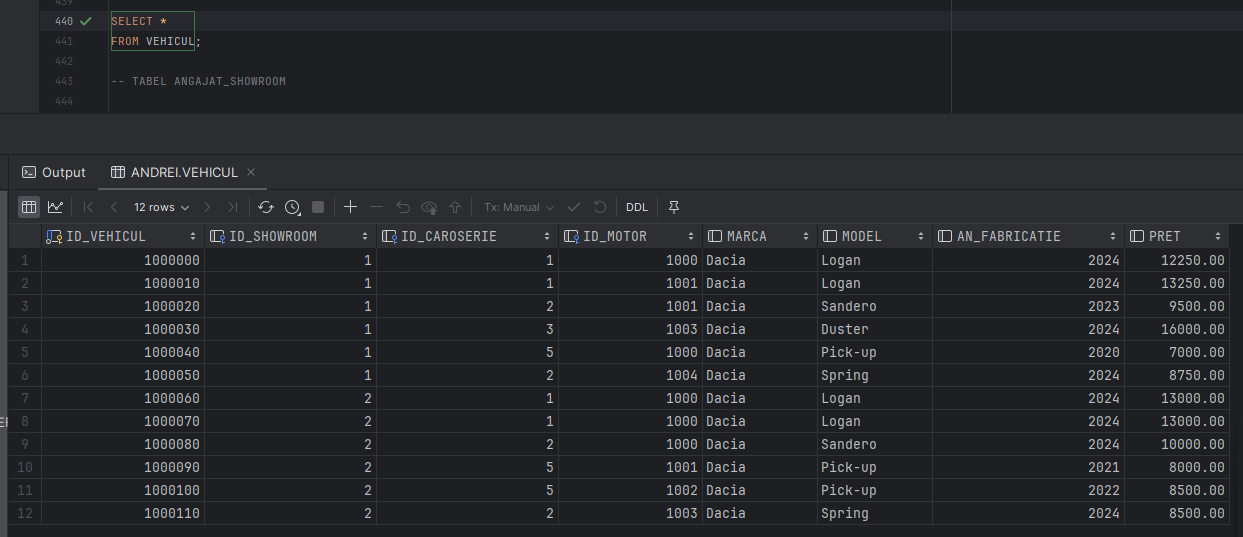 439
440 SELECT *
441 FROM VEHICUL;
442
443 -- TABEL ANGAJAT_SHOWROOM
444
Output ANDREI.VEHICUL
12 rows Tx: Manual DDL
ID_VEHICUL ID_SHOWROOM ID_CAROSERIE ID_MOTOR MARCA MODEL AN_FABRICATIE PRET
1 1000000 1 1 1000 Dacia Logan 2024 12250.00
2 1000010 1 1 1001 Dacia Logan 2024 13250.00
3 1000020 1 2 1001 Dacia Sandero 2023 9500.00
4 1000030 1 3 1003 Dacia Duster 2024 16000.00
5 1000040 1 5 1000 Dacia Pick-up 2020 7000.00
6 1000050 1 2 1004 Dacia Spring 2024 8750.00
7 1000060 2 1 1000 Dacia Logan 2024 13000.00
8 1000070 2 1 1000 Dacia Logan 2024 13000.00
9 1000080 2 2 1000 Dacia Sandero 2024 10000.00
10 1000090 2 5 1001 Dacia Pick-up 2021 8000.00
11 1000100 2 5 1002 Dacia Pick-up 2022 8500.00
12 1000110 2 2 1003 Dacia Spring 2024 8500.00